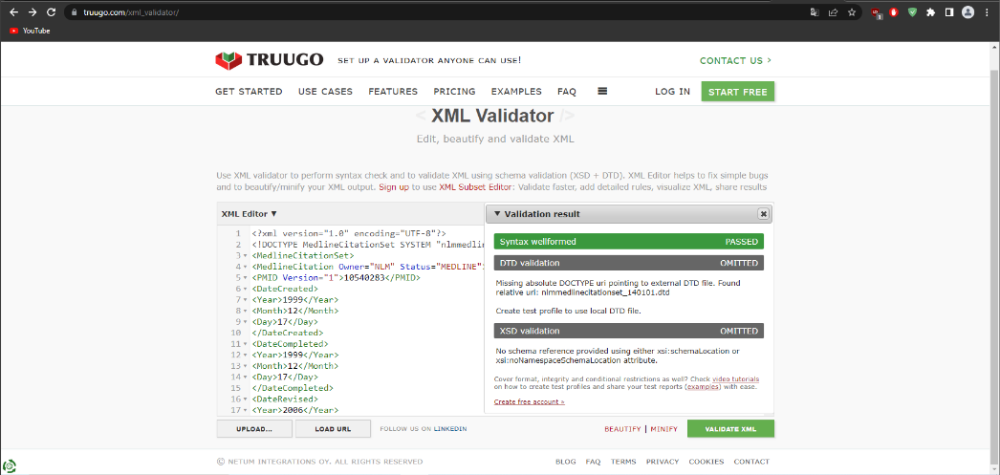 truugo.com/xml_validator/
1
YouTube
TRUUGO SET UP A VALIDATOR ANYONE CAN USE!
CONTACT US >
GET STARTED USE CASES FEATURES PRICING EXAMPLES FAQ LOG IN START FREE
< XML Validator />
Edit, beautify and validate XML
Use XML validator to perform syntax check and to validate XML using schema validation (XSD + DTD). XML Editor helps to fix simple bugs
and to beautify/minify your XML output. Sign up to use XML Subset Editor: Validate faster, add detailed rules, visualize XML, share results
XML Editor ▼
1 <?xml version="1.0" encoding="UTF-8"?>
2 <!DOCTYPE MedlineCitationSet SYSTEM "nlmmedlin
3 <MedlineCitationSet>
4 <MedlineCitation Owner="NLM" Status="MEDLINE"
5 <PMID Version="1">10540283</PMID>
6 <DateCreated>
7 <Year>1999</Year>
8 <Month>12</Month>
9 <Day>17</Day>
10 </DateCreated>
11 <DateCompleted>
12 <Year>1999</Year>
13 <Month>12</Month>
14 <Day>17</Day>
15 </DateCompleted>
16 <DateRevised>
17 <Year>2006</Year>
▼ Validation result
Syntax wellformed PASSED
DTD validation OMITTED
Missing absolute DOCTYPE uri pointing to external DTD file. Found
relative uri: nlmmedlinecitationset_140101.dtd
Create test profile to use local DTD file.
XSD validation OMITTED
No schema reference provided using either xsi:schemaLocation or
xsi:noNamespaceSchemaLocation attribute.
Cover format, integrity and conditional restrictions as well? Check video tutorials
on how to create test profiles and share your test reports (examples) with ease.
Create free account »
UPLOAD... LOAD URL FOLLOW US ON LINKEDIN BEAUTIFY | MINIFY VALIDATE XML
© NETUM INTEGRATIONS OY. ALL RIGHTS RESERVED BLOG FAQ TERMS PRIVACY COOKIES CONTACT